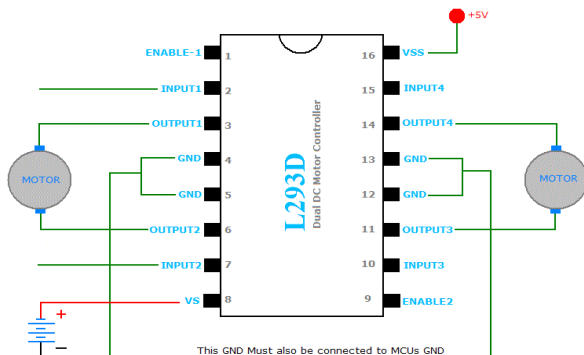 +5V
ENABLE-1 1 16 VSS
INPUT1 2 15 INPUT4
OUTPUT1 3 14 OUTPUT4
GND 4 13 GND
MOTOR L293D Dual DC Motor Controller MOTOR
GND 5 12 GND
OUTPUT2 6 11 OUTPUT3
INPUT2 7 10 INPUT3
VS 8 9 ENABLE2
+
−
This GND Must also be connected to MCUs GND